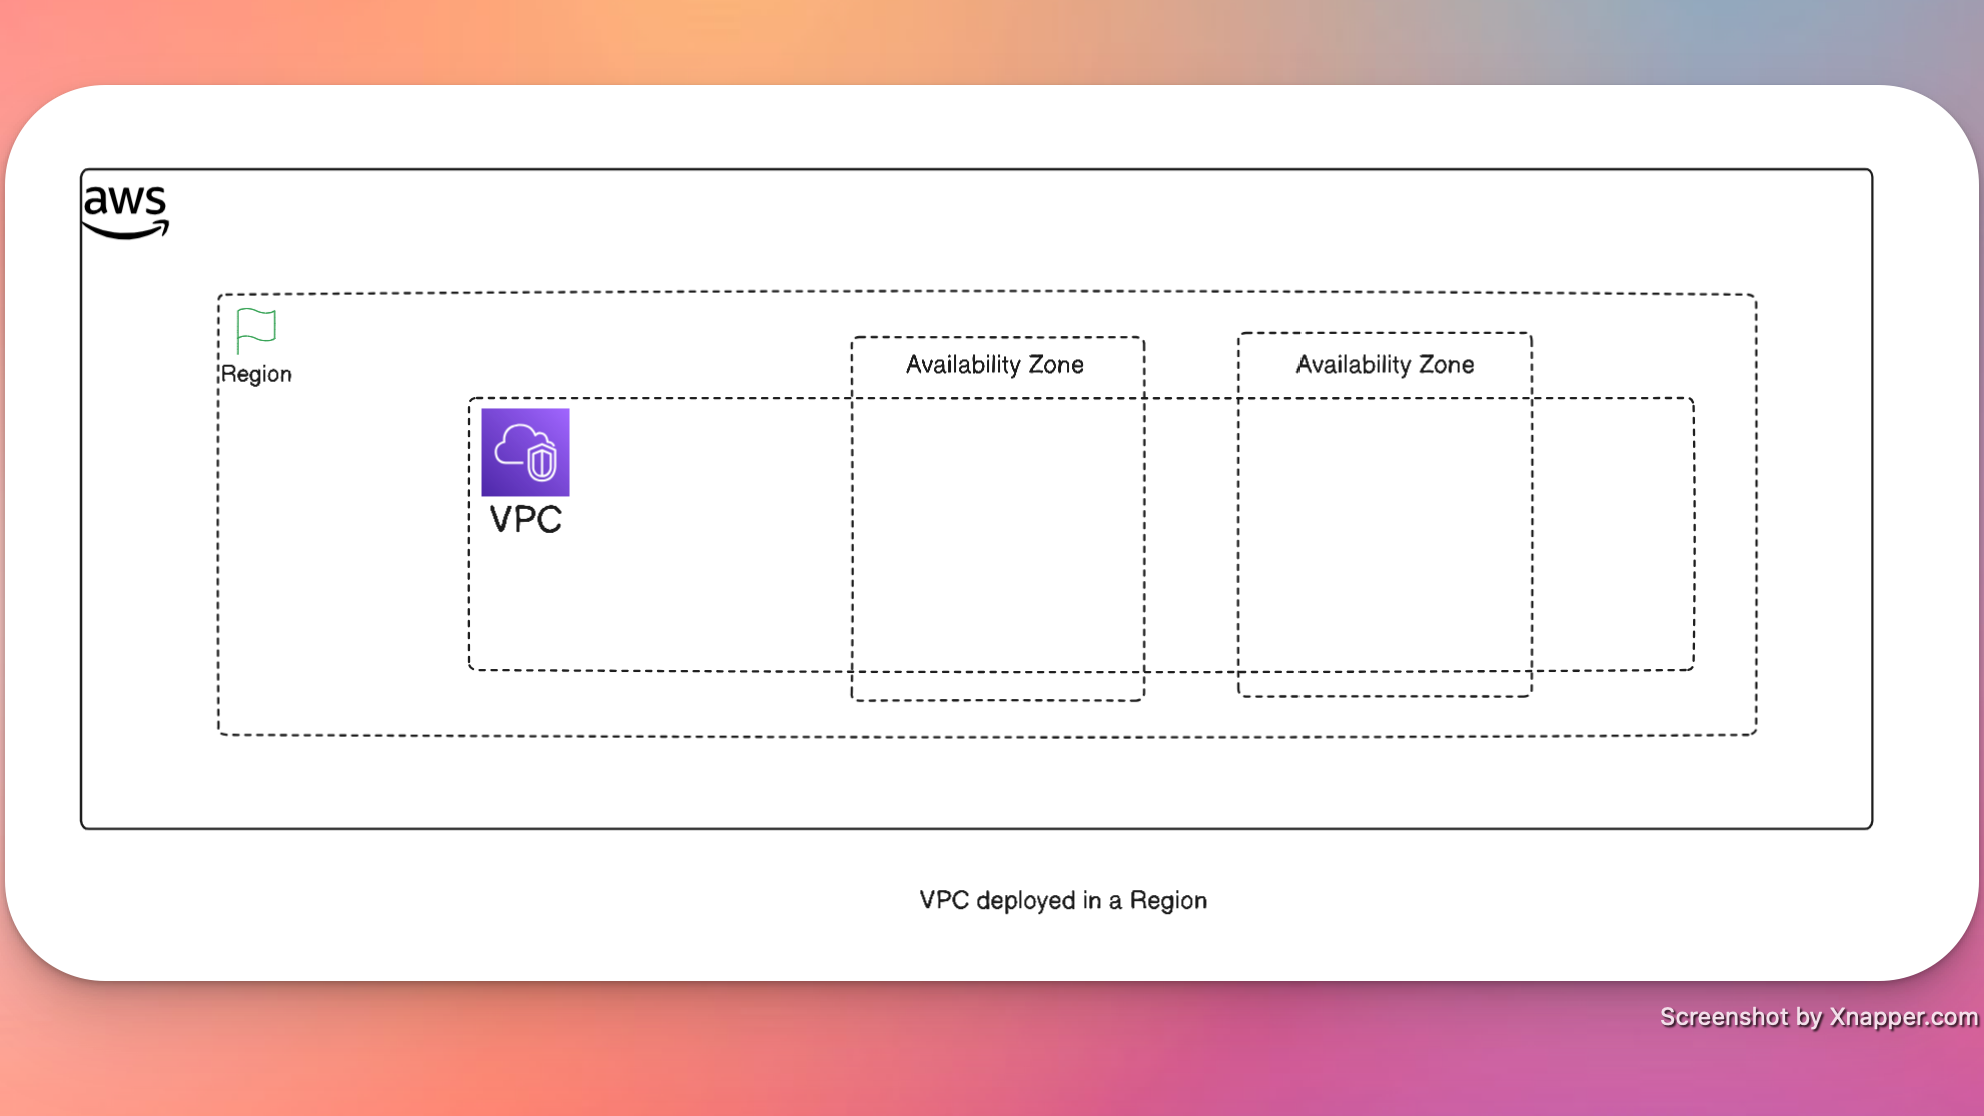 aws
Region
Availability Zone
Availability Zone
VPC
VPC deployed in a Region
Screenshot by Xnapper.com